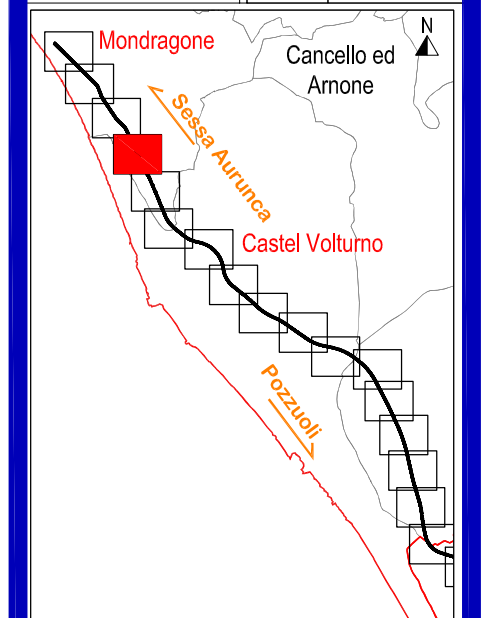 N
Mondragone
Cancello ed
Arnone
Sessa Aurunca
Castel Volturno
Pozzuoli